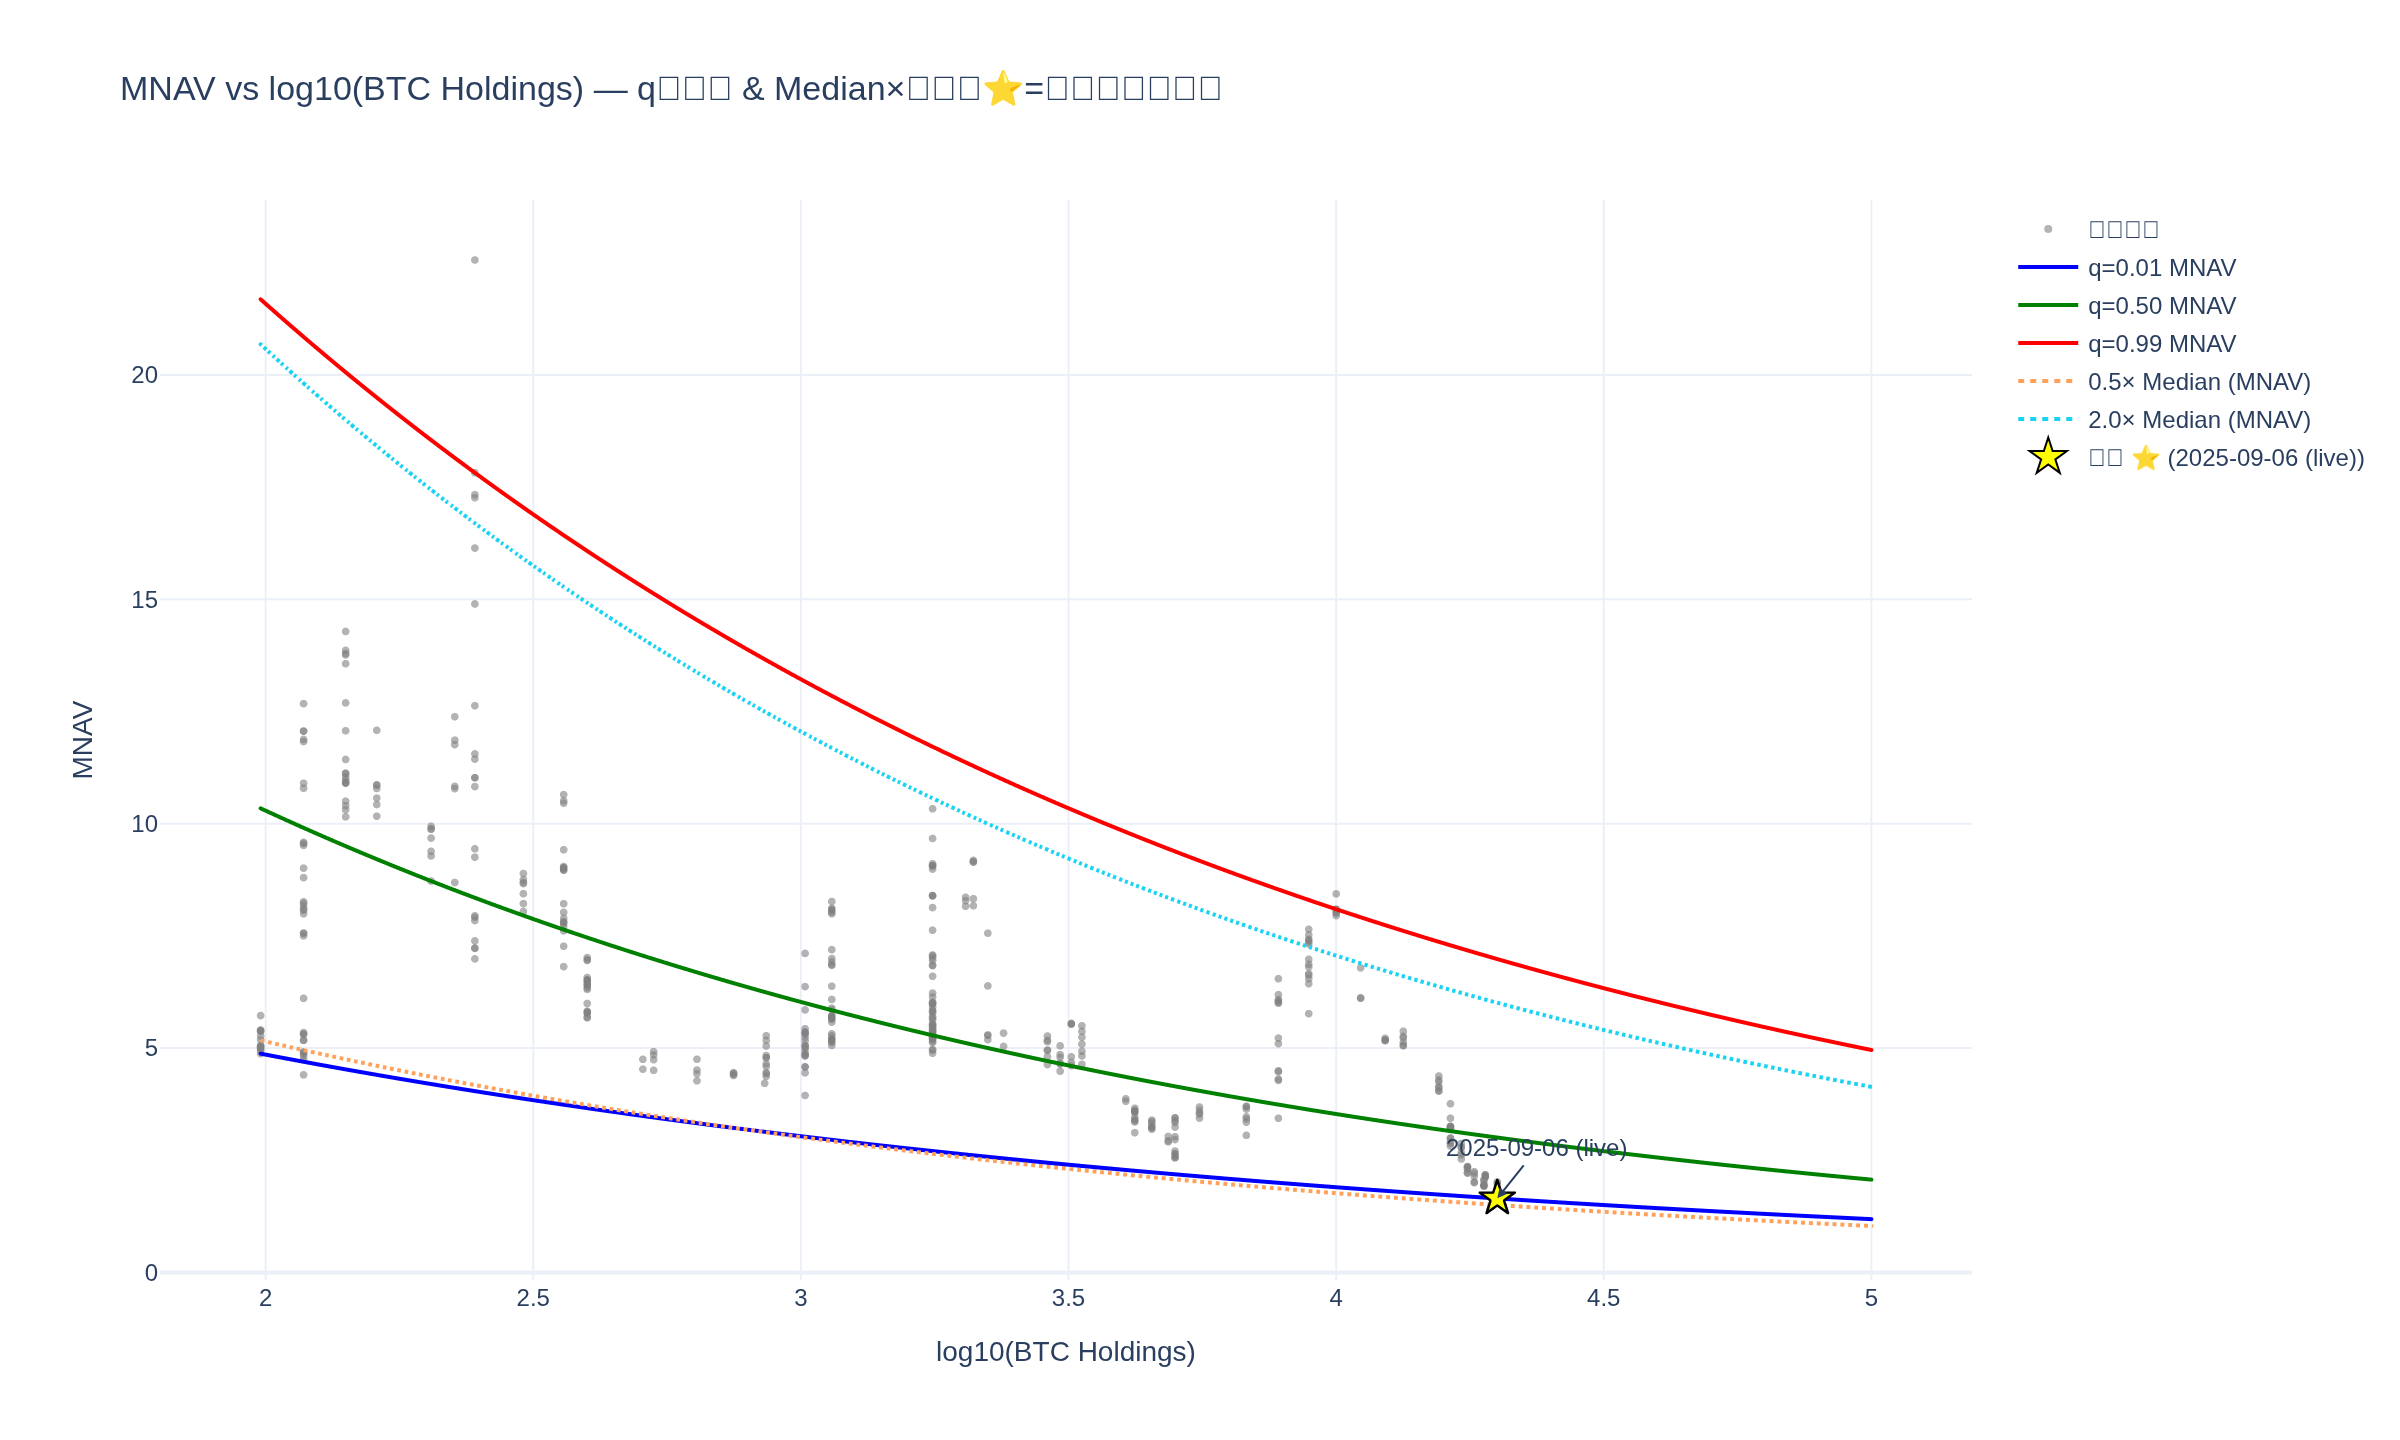 MNAV vs log10(BTC Holdings) — q & Median×⭐=
q=0.01 MNAV
q=0.50 MNAV
q=0.99 MNAV
0.5× Median (MNAV)
2.0× Median (MNAV)
⭐ (2025-09-06 (live))
MNAV
20
15
10
5
0
2025-09-06 (live)
2
2.5
3
3.5
4
4.5
5
log10(BTC Holdings)